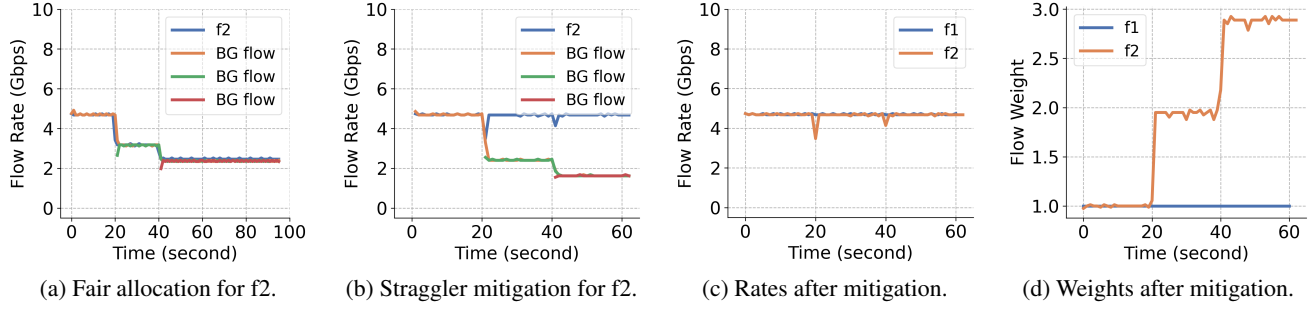 10
8
6
4
2
0
Flow Rate (Gbps)
f2
BG flow
BG flow
BG flow
0 20 40 60 80 100
Time (second)
(a) Fair allocation for f2.
10
8
6
4
2
0
Flow Rate (Gbps)
f2
BG flow
BG flow
BG flow
0 20 40 60
Time (second)
(b) Straggler mitigation for f2.
10
8
6
4
2
0
Flow Rate (Gbps)
f1
f2
0 20 40 60
Time (second)
(c) Rates after mitigation.
3.0
2.5
2.0
1.5
1.0
Flow Weight
f1
f2
0 20 40 60
Time (second)
(d) Weights after mitigation.